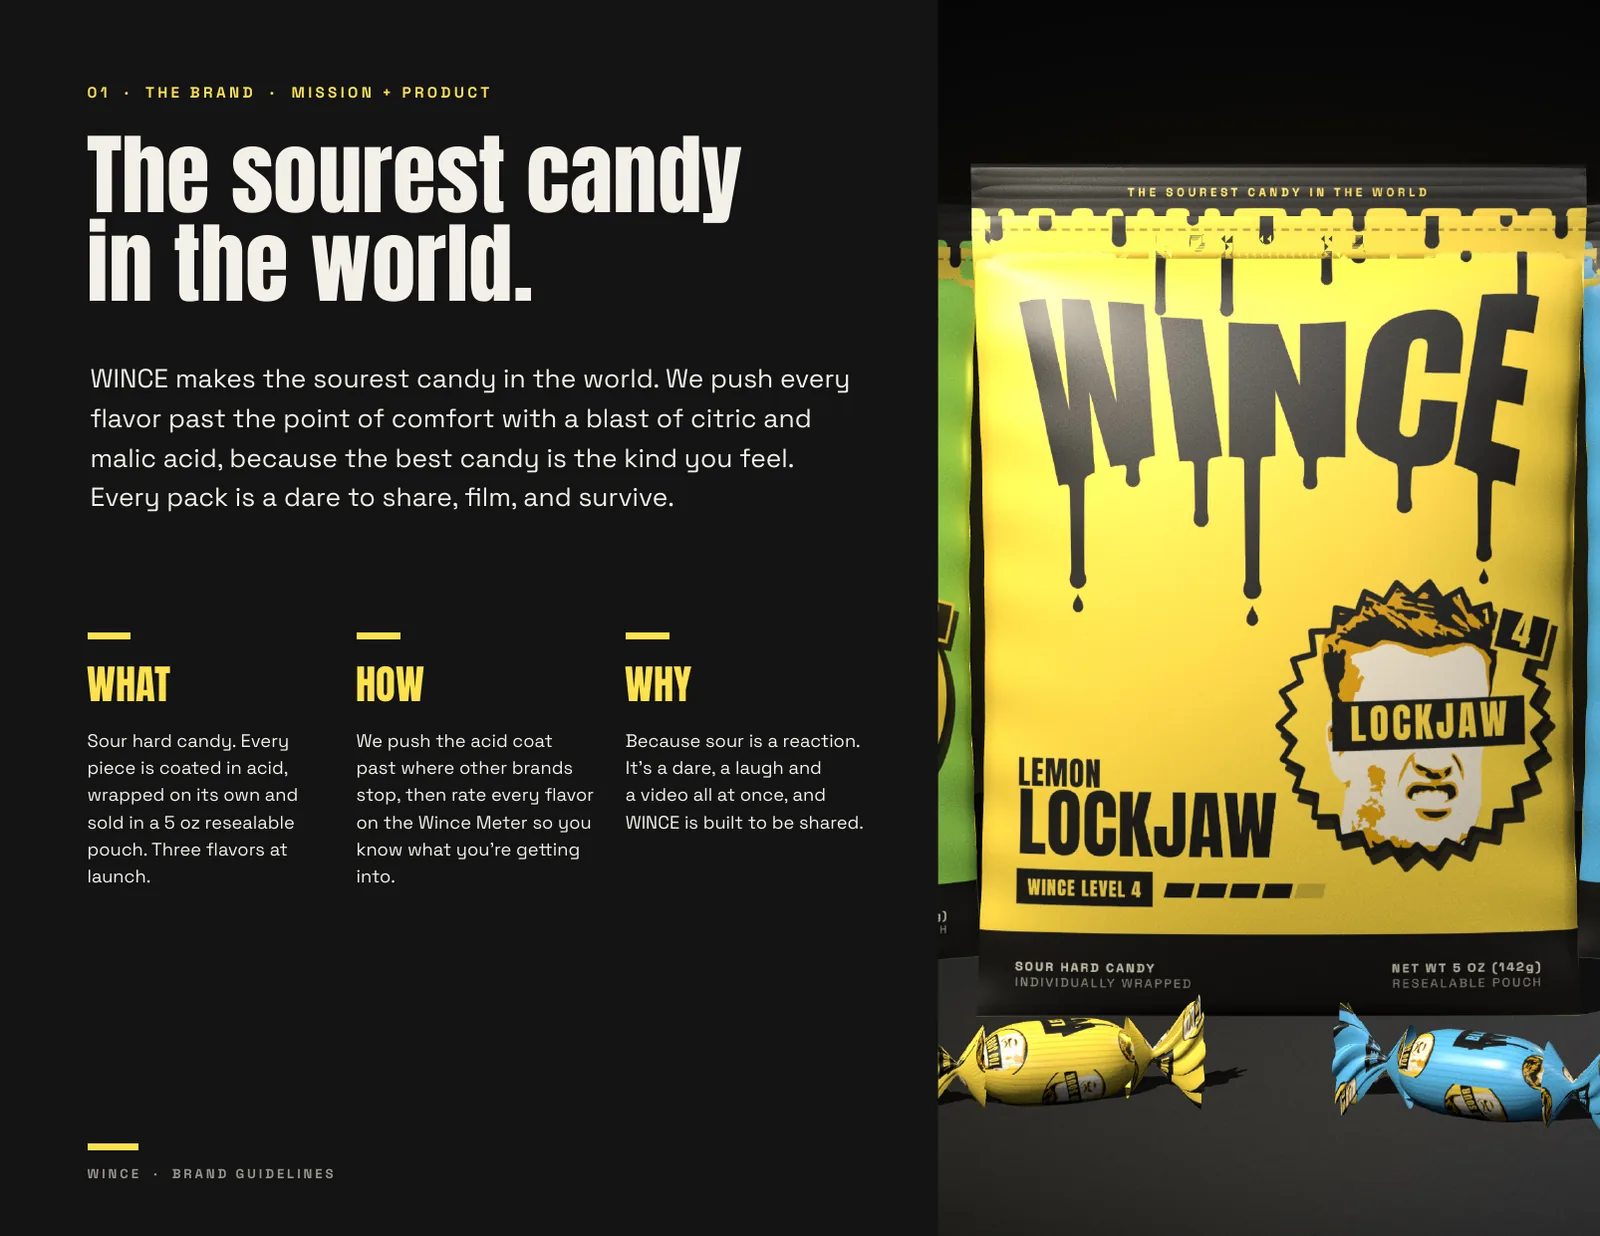 01 · THE BRAND · MISSION + PRODUCT
The sourest candy
in the world.
WINCE makes the sourest candy in the world. We push every
flavor past the point of comfort with a blast of citric and
malic acid, because the best candy is the kind you feel.
Every pack is a dare to share, film, and survive.
WHAT
Sour hard candy. Every
piece is coated in acid,
wrapped on its own and
sold in a 5 oz resealable
pouch. Three flavors at
launch.
HOW
We push the acid coat
past where other brands
stop, then rate every flavor
on the Wince Meter so you
know what you’re getting
into.
WHY
Because sour is a reaction.
It’s a dare, a laugh and
a video all at once, and
WINCE is built to be shared.
WINCE · BRAND GUIDELINES
THE SOUREST CANDY IN THE WORLD
WINCE
4
LOCKJAW
LEMON
LOCKJAW
WINCE LEVEL 4
SOUR HARD CANDY
INDIVIDUALLY WRAPPED
NET WT 5 OZ (142g)
RESEALABLE POUCH